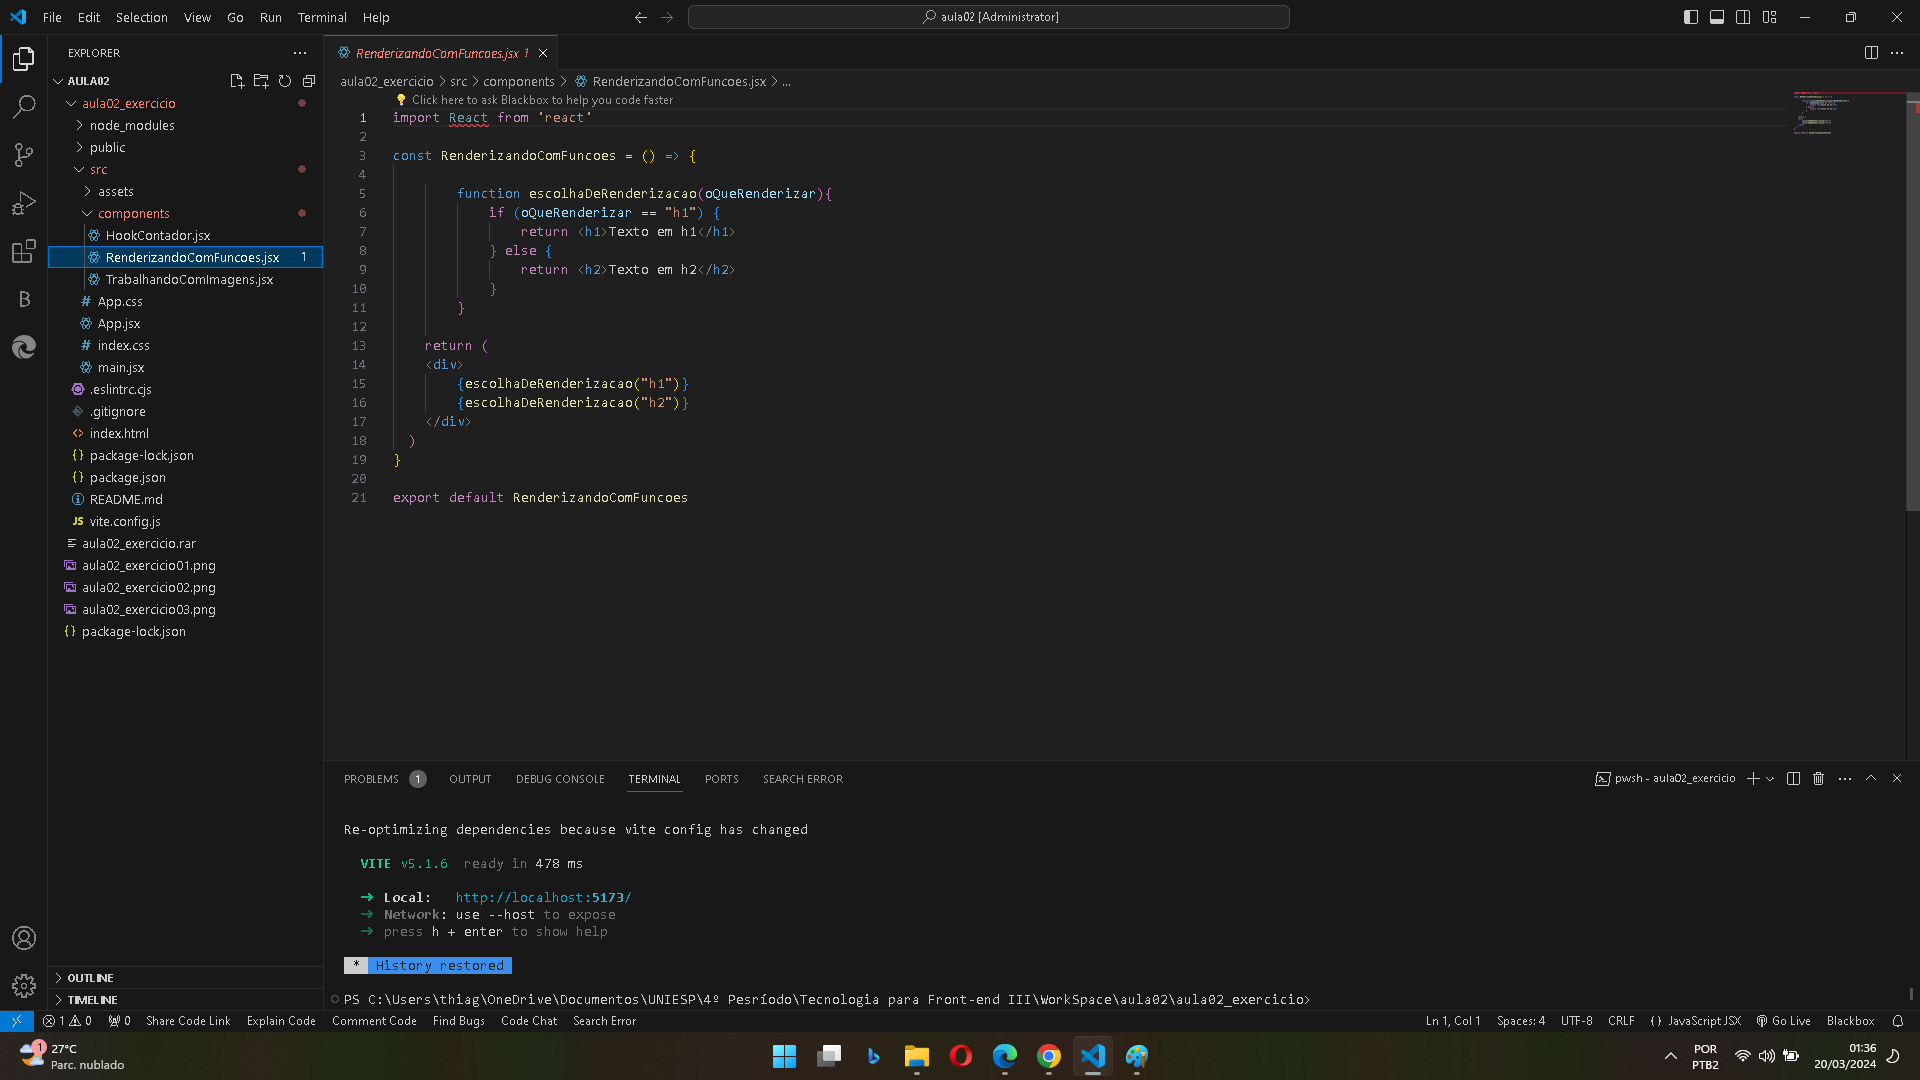 File Edit Selection View Go Run Terminal Help
aula02 [Administrator]
EXPLORER
AULA02
aula02_exercicio
node_modules
public
src
assets
components
HookContador.jsx
RenderizandoComFuncoes.jsx 1
TrabalhandoComImagens.jsx
# App.css
App.jsx
# index.css
main.jsx
.eslintrc.cjs
.gitignore
<> index.html
{} package-lock.json
{} package.json
README.md
JS vite.config.js
aula02_exercicio.rar
aula02_exercicio01.png
aula02_exercicio02.png
aula02_exercicio03.png
{} package-lock.json
OUTLINE
TIMELINE
RenderizandoComFuncoes.jsx 1
aula02_exercicio > src > components > RenderizandoComFuncoes.jsx > ...
Click here to ask Blackbox to help you code faster
1 import React from 'react'
2
3 const RenderizandoComFuncoes = () => {
4
5 function escolhaDeRenderizacao(oQueRenderizar){
6 if (oQueRenderizar == "h1") {
7 return <h1>Texto em h1</h1>
8 } else {
9 return <h2>Texto em h2</h2>
10 }
11 }
12
13 return (
14 <div>
15 {escolhaDeRenderizacao("h1")}
16 {escolhaDeRenderizacao("h2")}
17 </div>
18 )
19 }
20
21 export default RenderizandoComFuncoes
PROBLEMS 1 OUTPUT DEBUG CONSOLE TERMINAL PORTS SEARCH ERROR
pwsh - aula02_exercicio
Re-optimizing dependencies because vite config has changed
VITE v5.1.6 ready in 478 ms
➜ Local: http://localhost:5173/
➜ Network: use --host to expose
➜ press h + enter to show help
* History restored
PS C:\Users\thiag\OneDrive\Documentos\UNIESP\4º Pesríodo\Tecnologia para Front-end III\WorkSpace\aula02\aula02_exercicio>
1 0 0 Share Code Link Explain Code Comment Code Find Bugs Code Chat Search Error
Ln 1, Col 1 Spaces: 4 UTF-8 CRLF {} JavaScript JSX Go Live Blackbox
1
27°C
Parc. nublado
POR
PTB2
01:36
20/03/2024